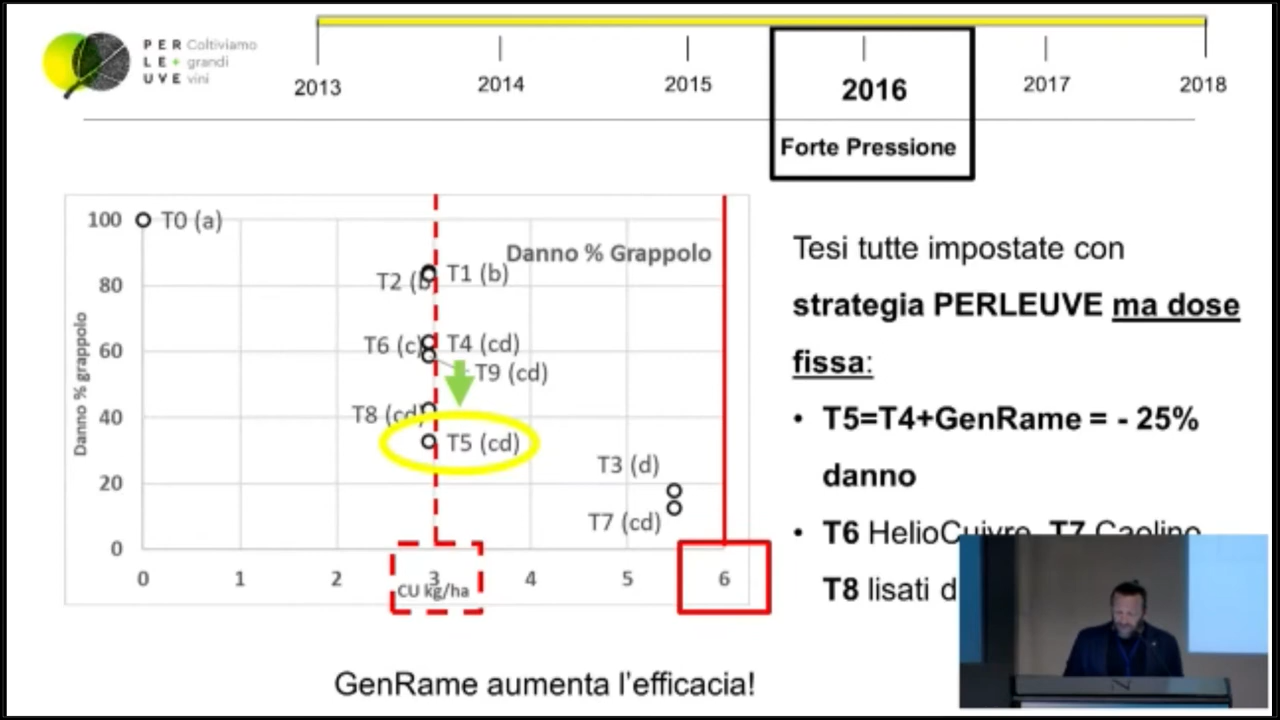 PER Coltiviamo
LE+ grandi
UVE vini
2013
2014
2015
2016
2017
2018
Forte Pressione
Danno % Grappolo
Danno % grappolo
100
80
60
40
20
0
T0 (a)
T2 (b
T1 (b)
T6 (c)
T4 (cd)
T9 (cd)
T8 (cd)
T5 (cd)
T3 (d)
T7 (cd)
0 1 2 3 4 5 6
CU kg/ha
Tesi tutte impostate con
strategia PERLEUVE ma dose
fissa:
• T5=T4+GenRame = - 25%
danno
• T6 HelioCuivre T7 Caolino
T8 lisati d
GenRame aumenta l'efficacia!